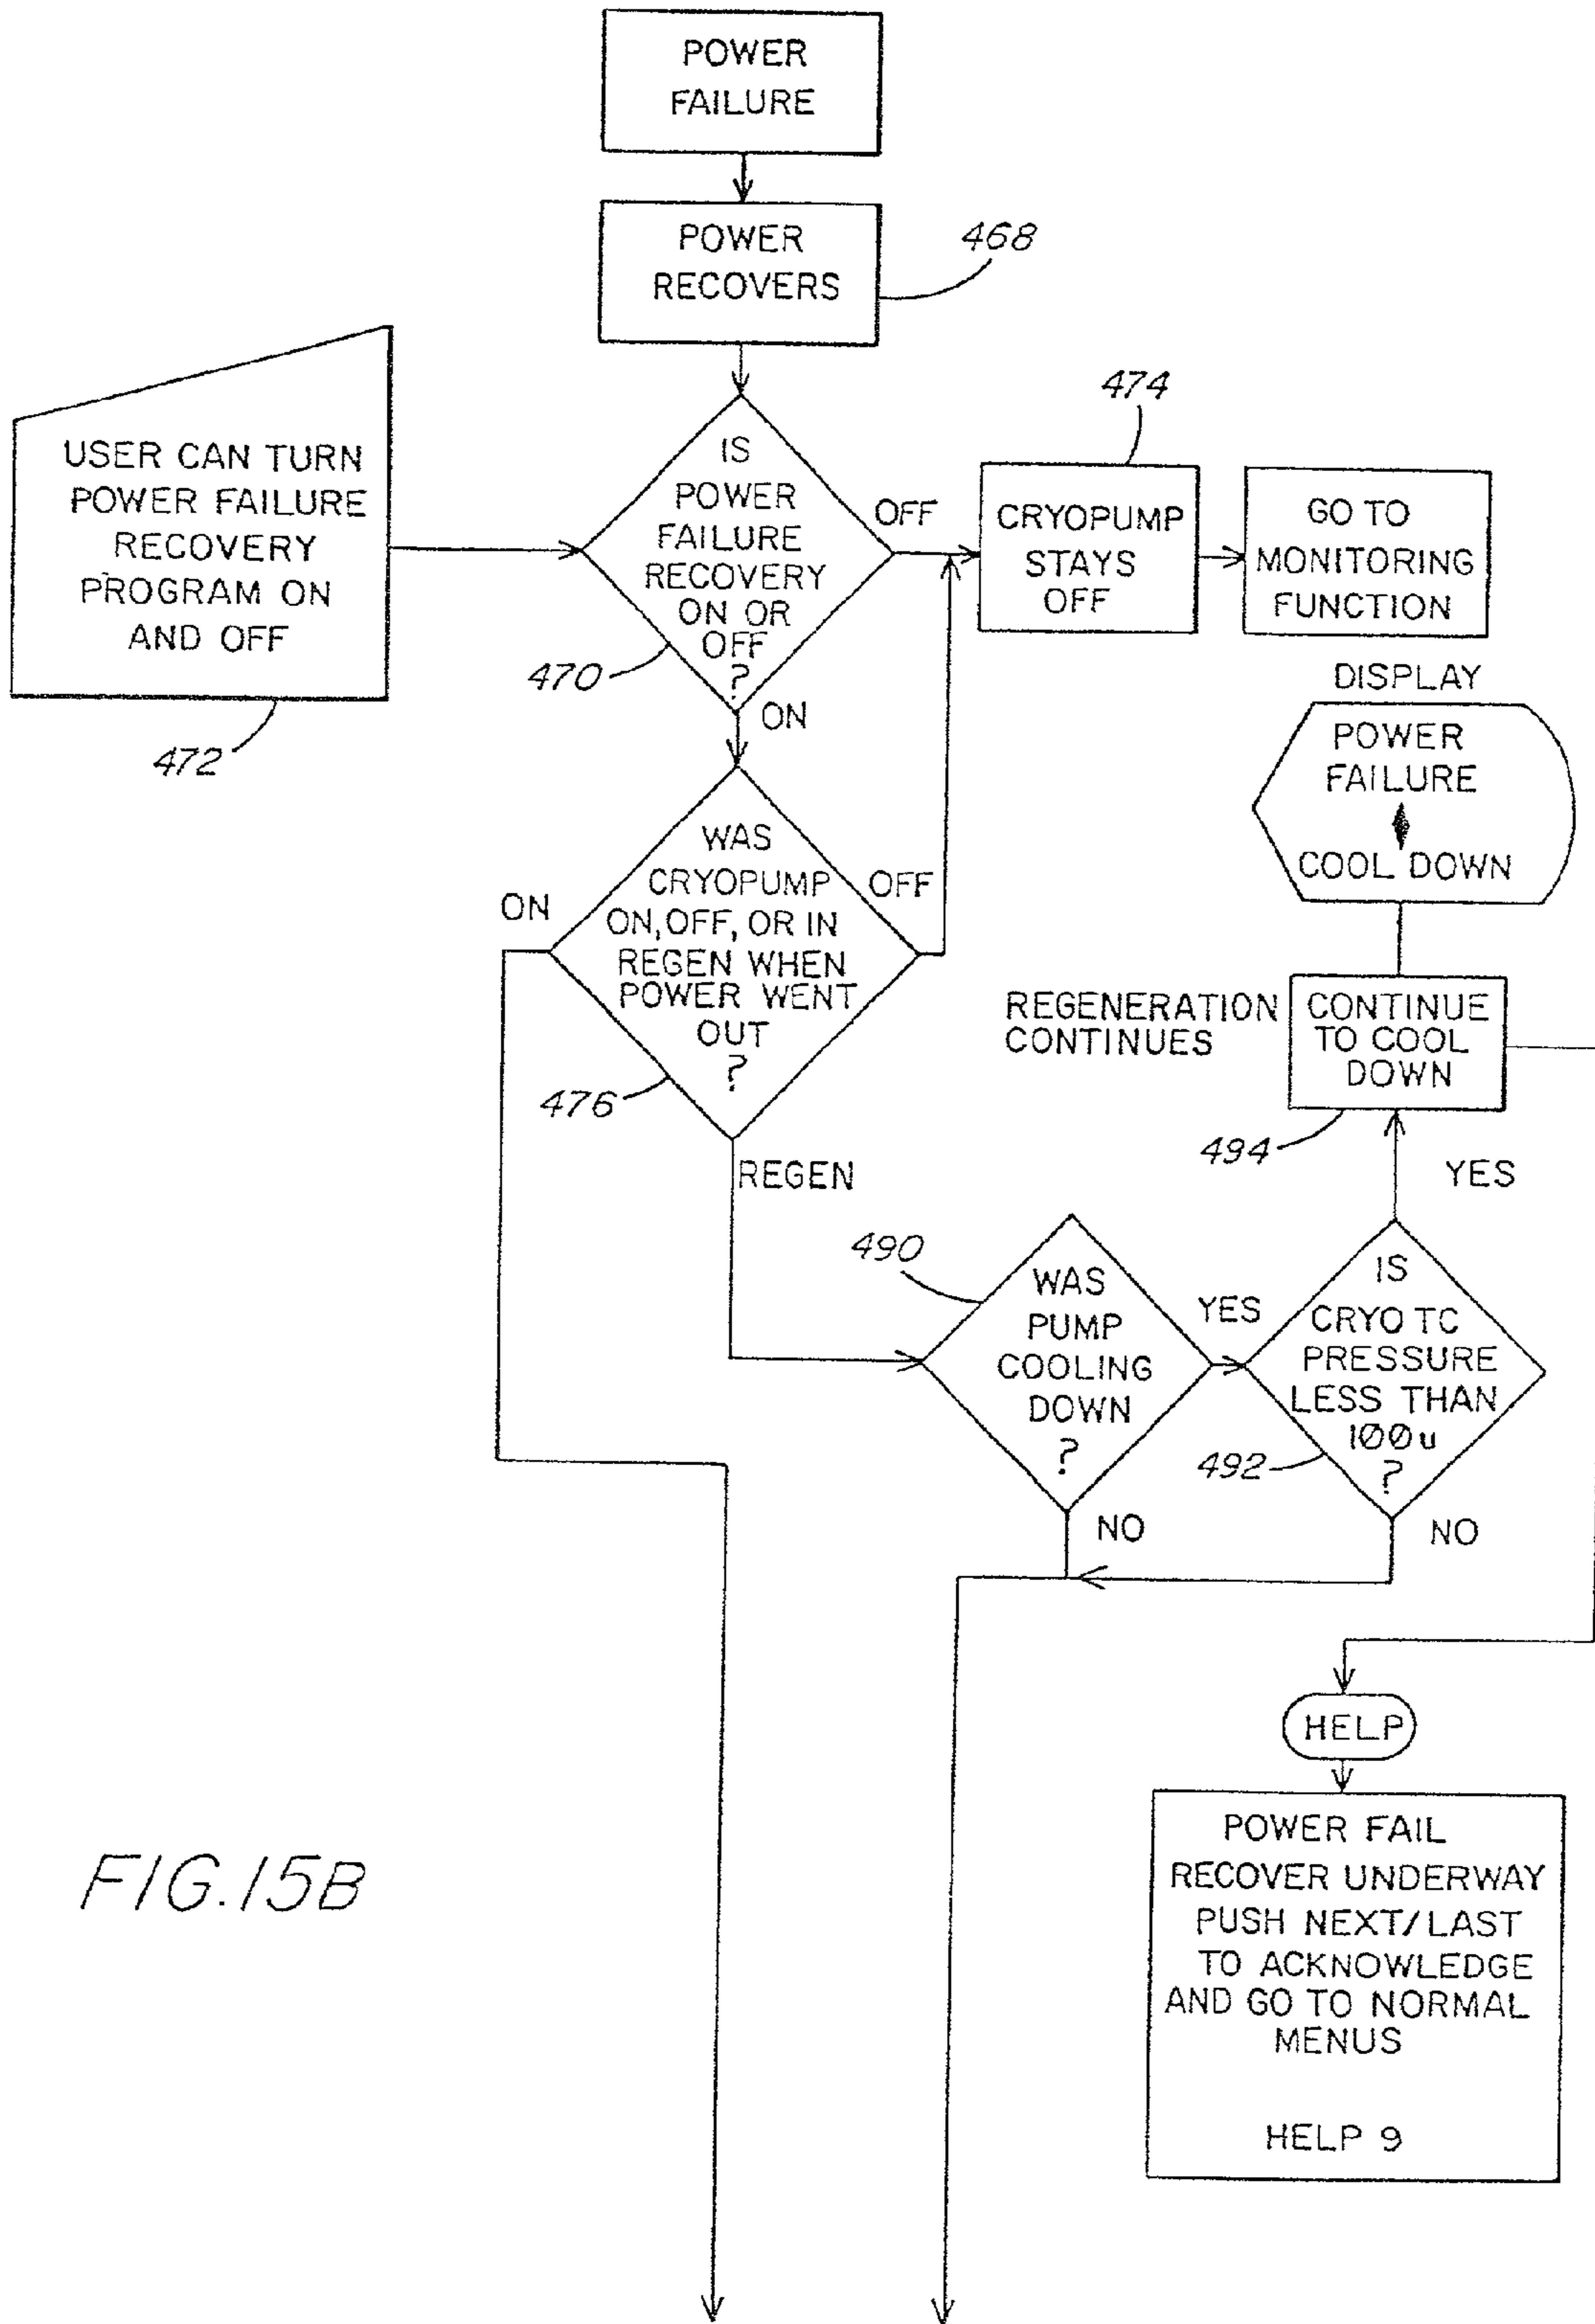 POWER
FAILURE
POWER
RECOVERS
468
USER CAN TURN
POWER FAILURE
RECOVERY
PROGRAM ON
AND OFF
472
IS
POWER
FAILURE
RECOVERY
ON OR
OFF
?
470
OFF
ON
474
CRYOPUMP
STAYS
OFF
GO TO
MONITORING
FUNCTION
WAS
CRYOPUMP
ON, OFF, OR IN
REGEN WHEN
POWER WENT
OUT
?
476
ON
OFF
REGEN
DISPLAY
POWER
FAILURE
COOL DOWN
REGENERATION
CONTINUES
CONTINUE
TO COOL
DOWN
494
YES
490
WAS
PUMP
COOLING
DOWN
?
YES
NO
IS
CRYO TC
PRESSURE
LESS THAN
100u
?
492
NO
HELP
POWER FAIL
RECOVER UNDERWAY
PUSH NEXT/LAST
TO ACKNOWLEDGE
AND GO TO NORMAL
MENUS
HELP 9
FIG. 15B